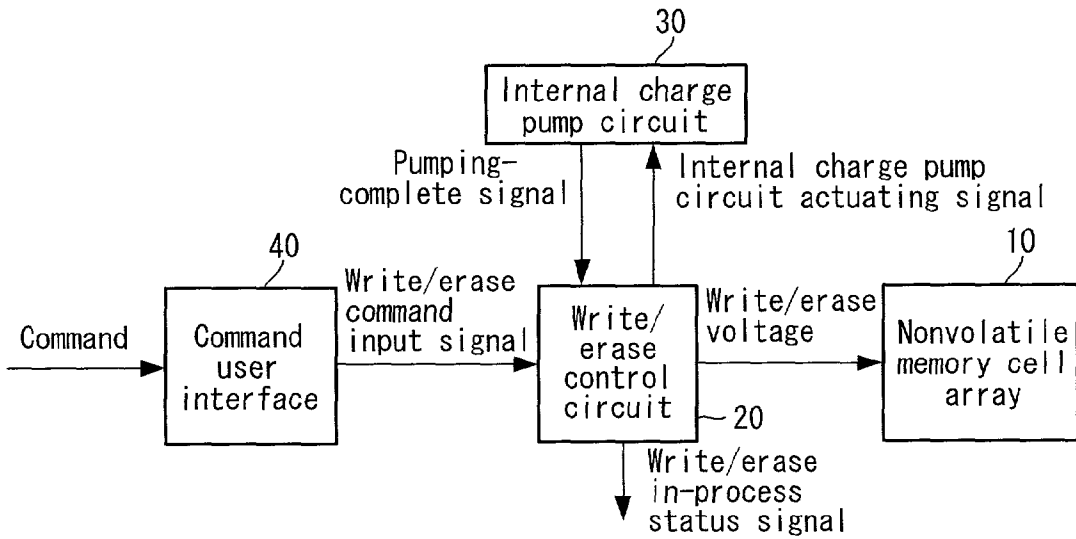 30
Internal charge
pump circuit
Pumping-
complete signal
Internal charge pump
circuit actuating signal
40
10
Command
Command
user
interface
Write/erase
command
input signal
Write/
erase
control
circuit
20
Write/erase
voltage
Nonvolatile
memory cell
array
Write/erase
in-process
status signal